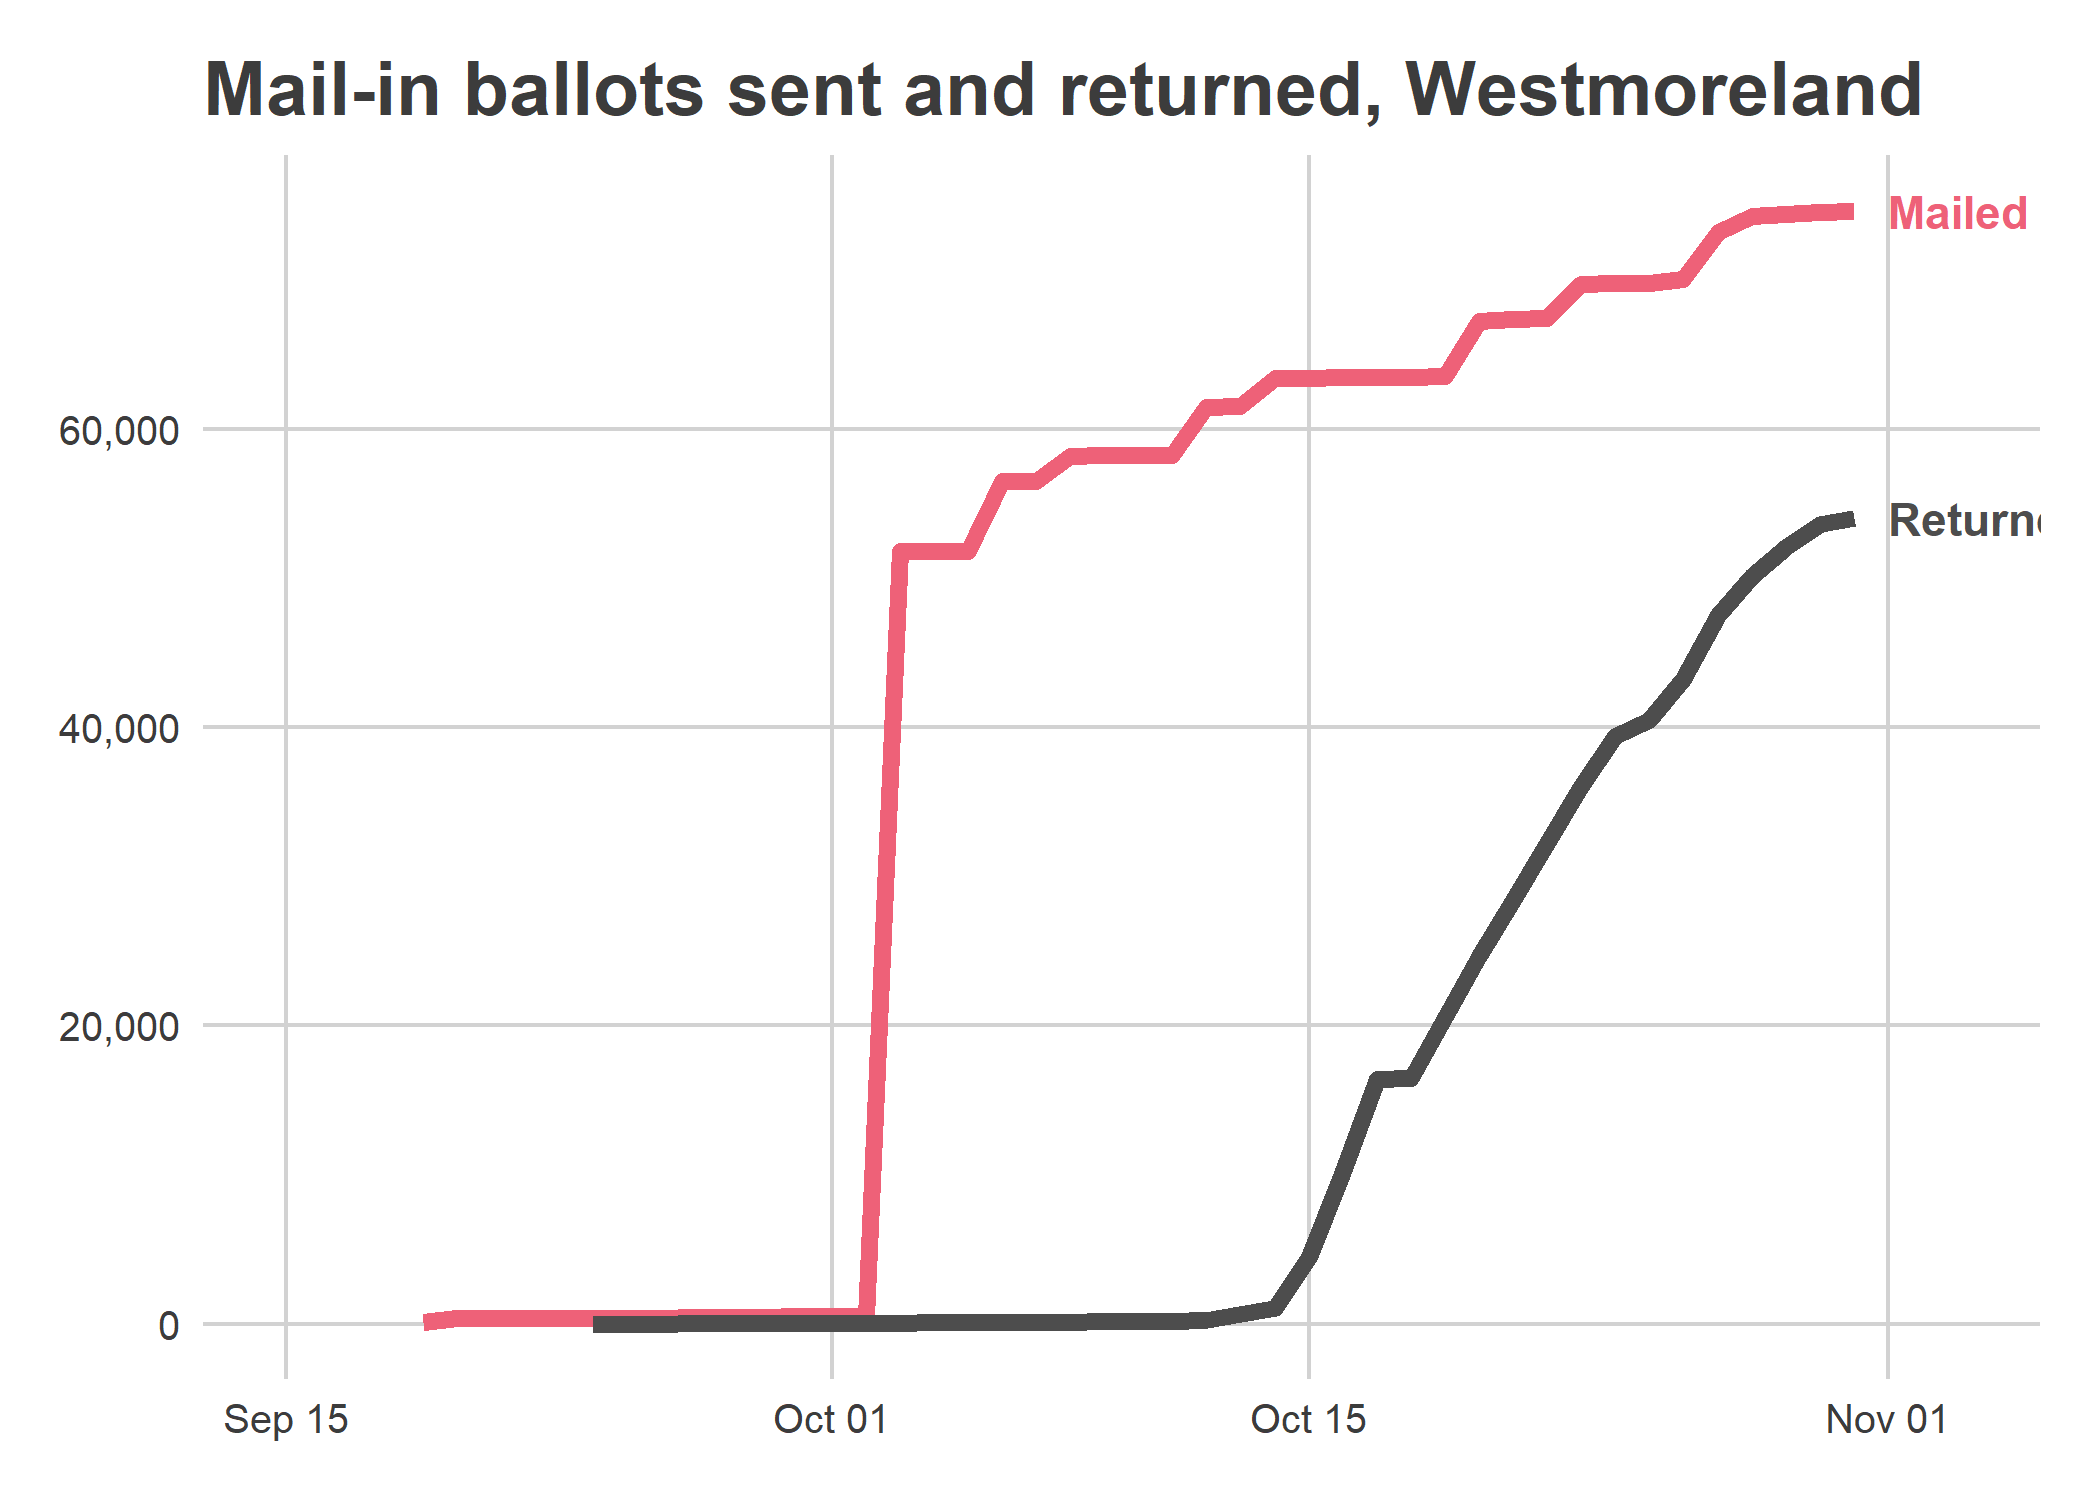 Mail-in ballots sent and returned, Westmoreland
Mailed
60,000
Returne
40,000
20,000
0
Sep 15 Oct 01 Oct 15 Nov 01